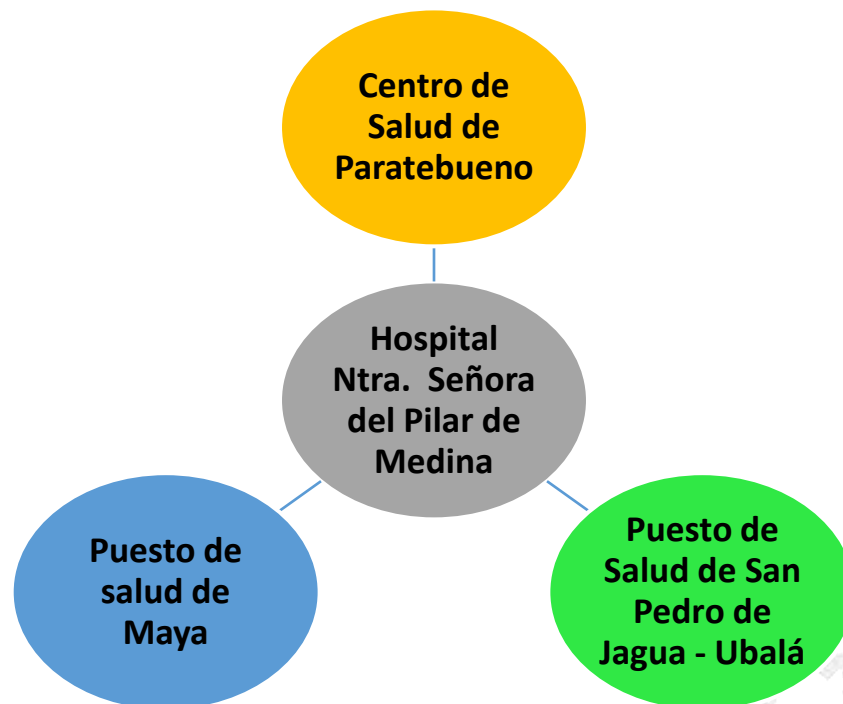 Centro de
Salud de
Paratebueno
Hospital
Ntra. Señora
del Pilar de
Medina
Puesto de
salud de
Maya
Puesto de
Salud de San
Pedro de
Jagua - Ubalá